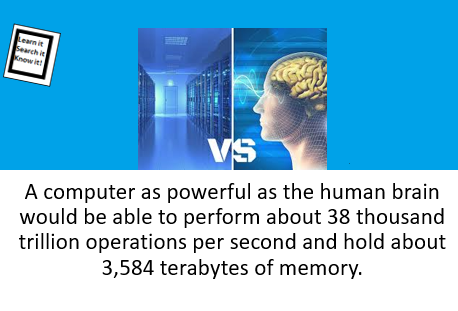 Learn it
Search it
Know it!
VS
A computer as powerful as the human brain
would be able to perform about 38 thousand
trillion operations per second and hold about
3,584 terabytes of memory.